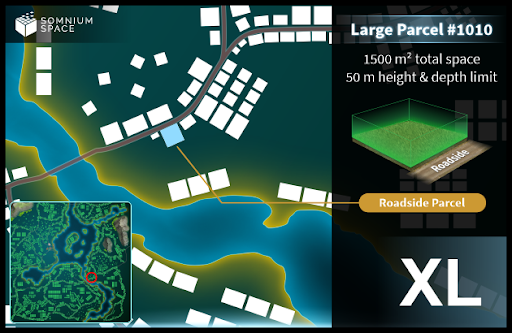 SOMNIUM
SPACE
Large Parcel #1010
1500 m² total space
50 m height & depth limit
Roadside
Roadside Parcel
XL